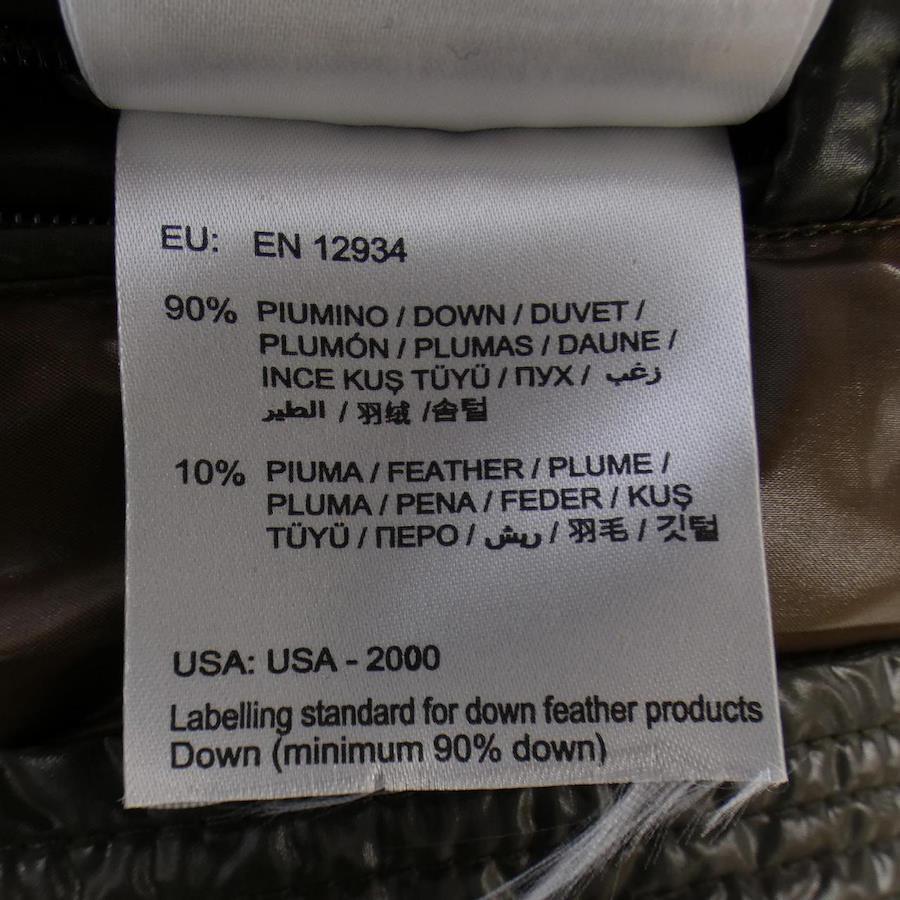 EU: EN 12934
90% PIUMINO / DOWN / DUVET /
PLUMÓN / PLUMAS / DAUNE /
INCE KUŞ TÜYÜ / ПУХ / زغب
الطير / 羽绒 /솜털
10% PIUMA / FEATHER / PLUME /
PLUMA / PENA / FEDER / KUŞ
TÜYÜ / ПЕРО / ريش / 羽毛 / 깃털
USA: USA - 2000
Labelling standard for down feather products
Down (minimum 90% down)